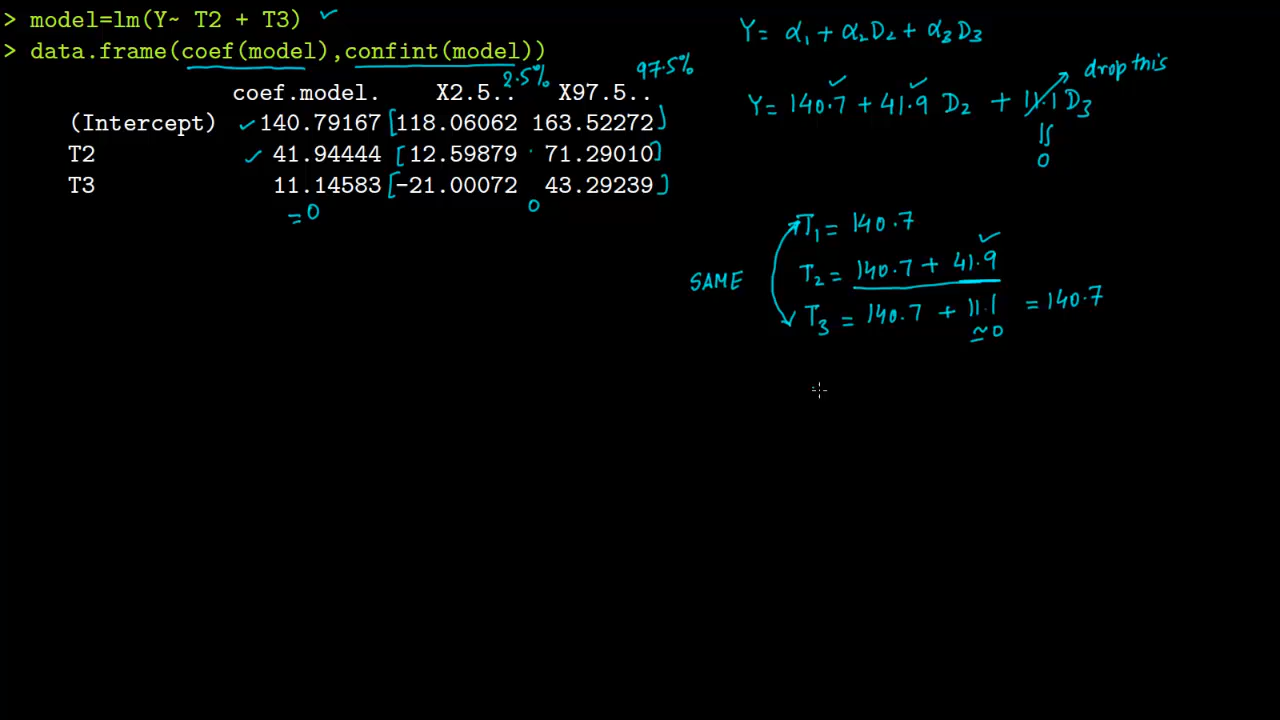 > model=lm(Y~ T2 + T3) ✓
> data.frame(coef(model),confint(model))
2.5% 97.5%
coef.model. X2.5.. X97.5..
(Intercept) ✓ 140.79167 [118.06062 163.52272]
T2 ✓ 41.94444 [12.59879 71.29010]
T3 11.14583 [-21.00072 43.29239]
=0 0
Y= α1 + α2D2 + α3D3
drop this
Y= 140.7 + 41.9 D2 + 11.1 D3
0
T1 = 140.7
SAME T2 = 140.7 + 41.9
T3 = 140.7 + 11.1 = 140.7
≃0